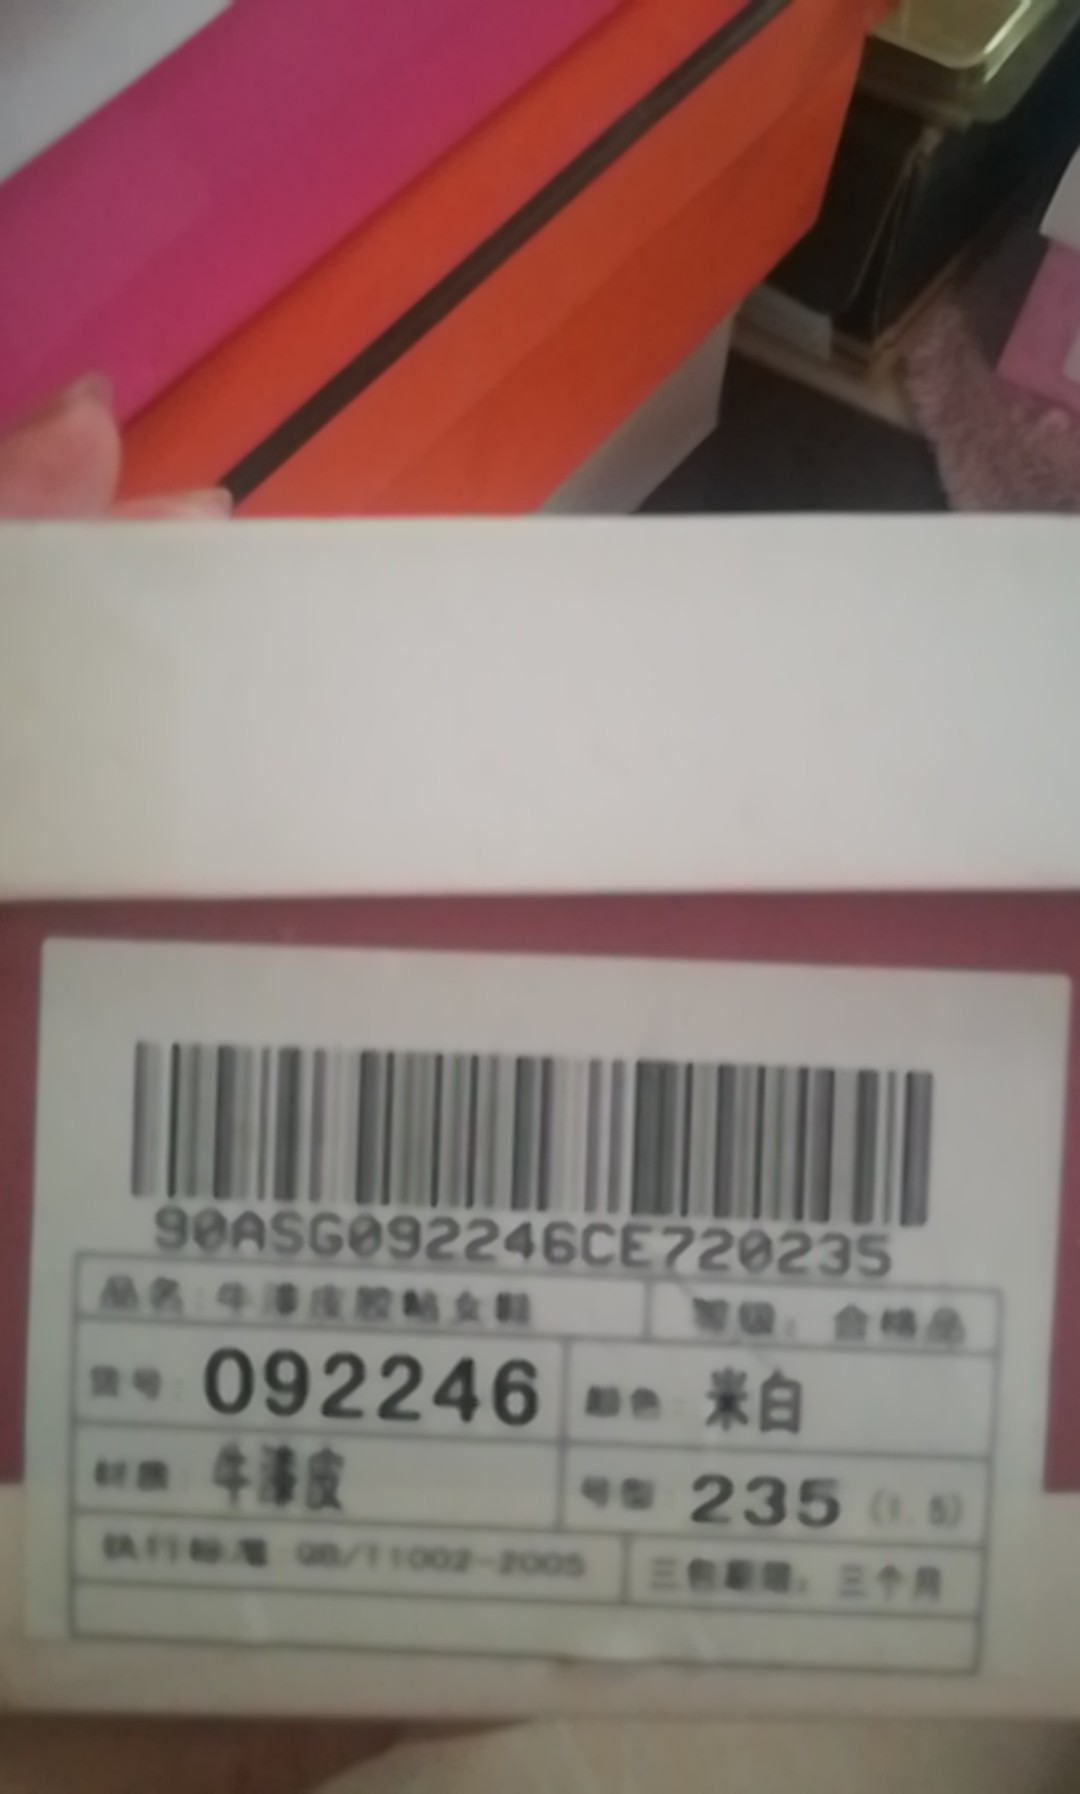 90ASG092246CE720235
品名：牛漆皮胶粘女鞋 等级：合格品
货号：092246 颜色：米白
材质：牛漆皮 号型：235 (1.5)
执行标准 QB/T1002-2005 三包期限：三个月